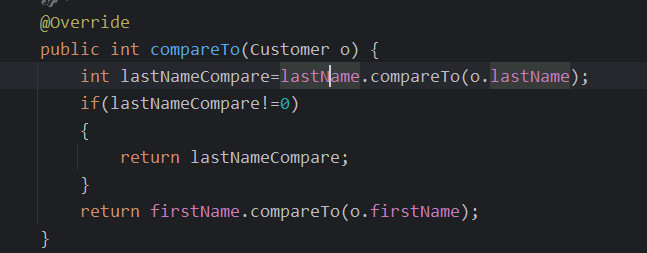 @Override
public int compareTo(Customer o) {
int lastNameCompare=lastName.compareTo(o.lastName);
if(lastNameCompare!=0)
{
return lastNameCompare;
}
return firstName.compareTo(o.firstName);
}